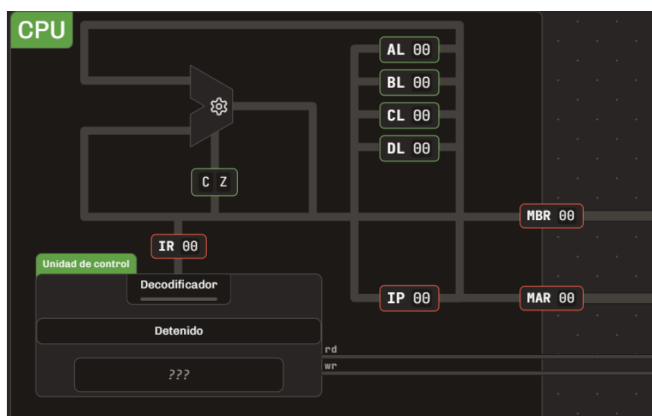 CPU
AL 00
BL 00
CL 00
DL 00
C Z
MBR 00
IR 00
Unidad de control
Decodificador
IP 00
MAR 00
Detenido
rd
wr
???